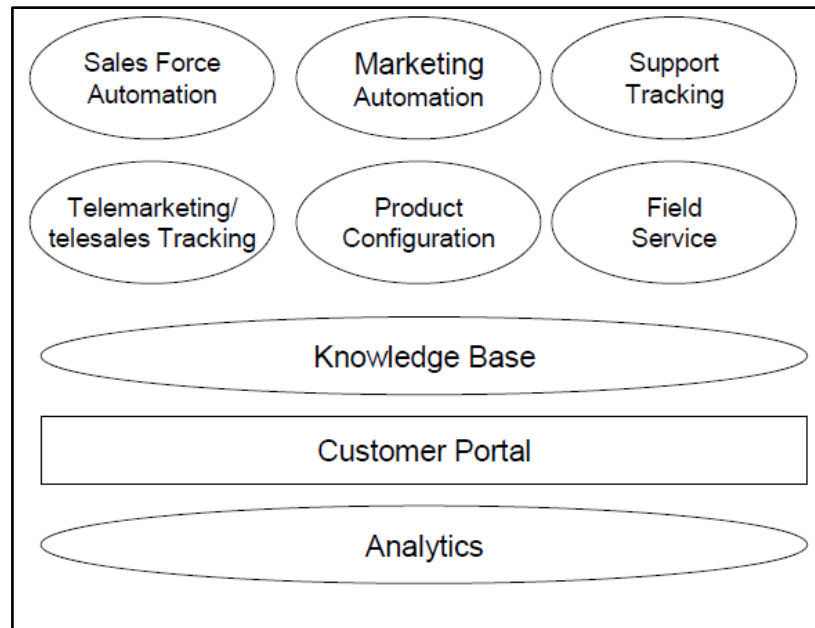 Sales Force
Automation
Marketing
Automation
Support
Tracking
Telemarketing/
telesales Tracking
Product
Configuration
Field
Service
Knowledge Base
Customer Portal
Analytics